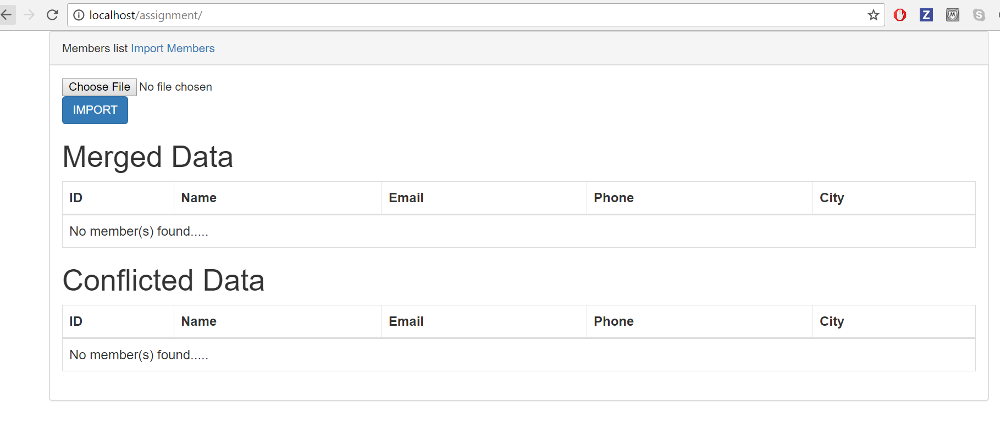 localhost/assignment/
Members list Import Members
Choose File No file chosen
IMPORT
Merged Data
ID Name Email Phone City
No member(s) found.....
Conflicted Data
ID Name Email Phone City
No member(s) found.....